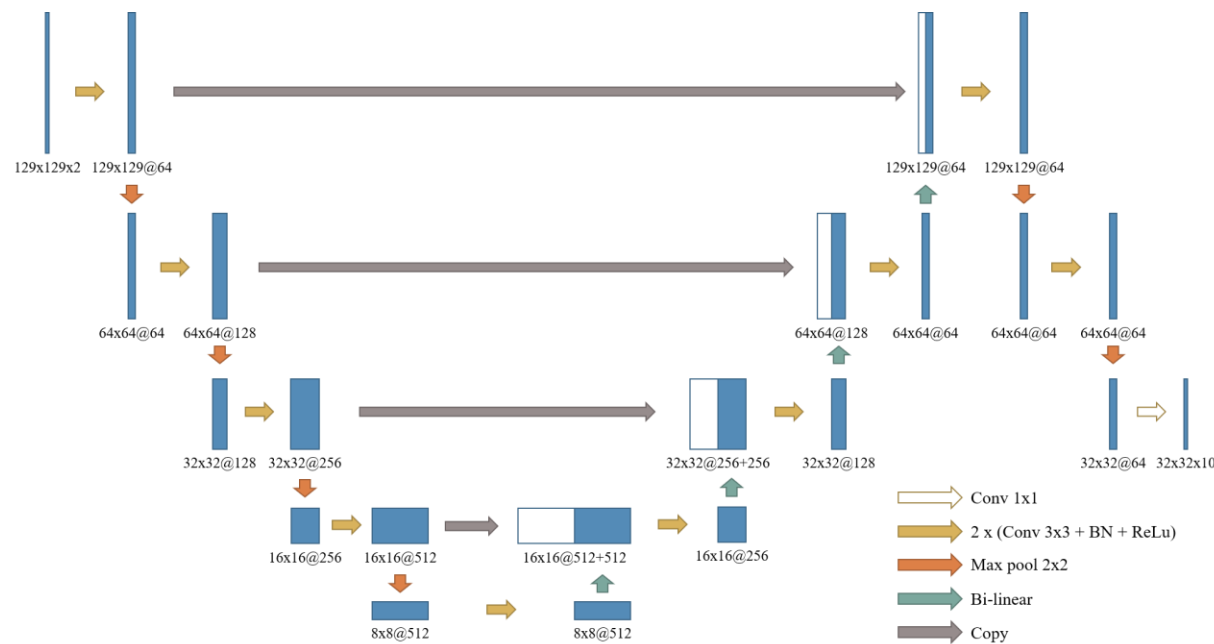 129x129x2
129x129@64
129x129@64
129x129@64
64x64@64
64x64@128
64x64@128
64x64@64
64x64@64
64x64@64
32x32@128
32x32@256
32x32@256+256
32x32@128
32x32@64
32x32x10
16x16@256
16x16@512
16x16@512+512
16x16@256
8x8@512
8x8@512
Conv 1x1
2 x (Conv 3x3 + BN + ReLu)
Max pool 2x2
Bi-linear
Copy